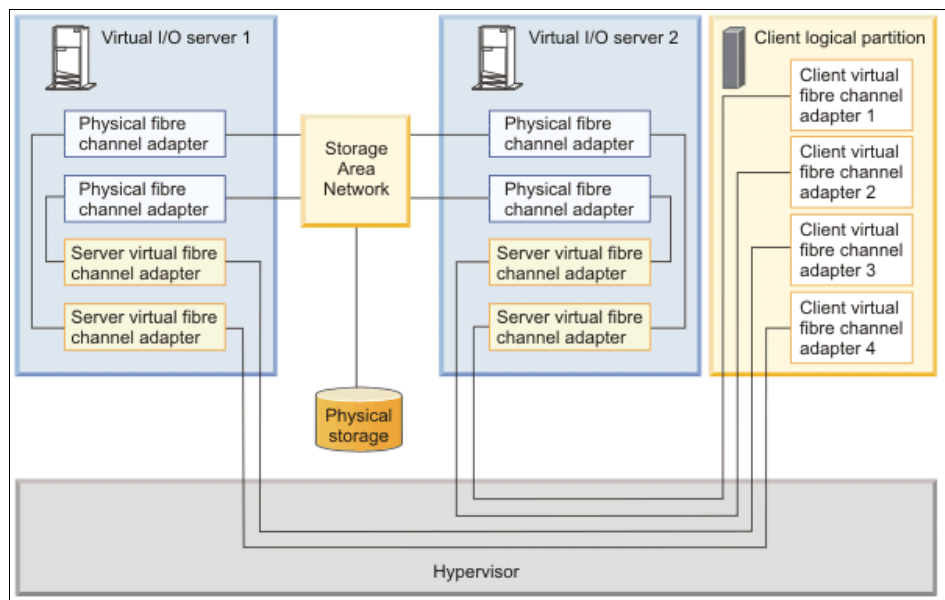 Virtual I/O server 1
Physical fibre
channel adapter
Physical fibre
channel adapter
Server virtual fibre
channel adapter
Server virtual fibre
channel adapter
Storage
Area
Network
Physical
storage
Virtual I/O server 2
Physical fibre
channel adapter
Physical fibre
channel adapter
Server virtual fibre
channel adapter
Server virtual fibre
channel adapter
Client logical partition
Client virtual
fibre channel
adapter 1
Client virtual
fibre channel
adapter 2
Client virtual
fibre channel
adapter 3
Client virtual
fibre channel
adapter 4
Hypervisor